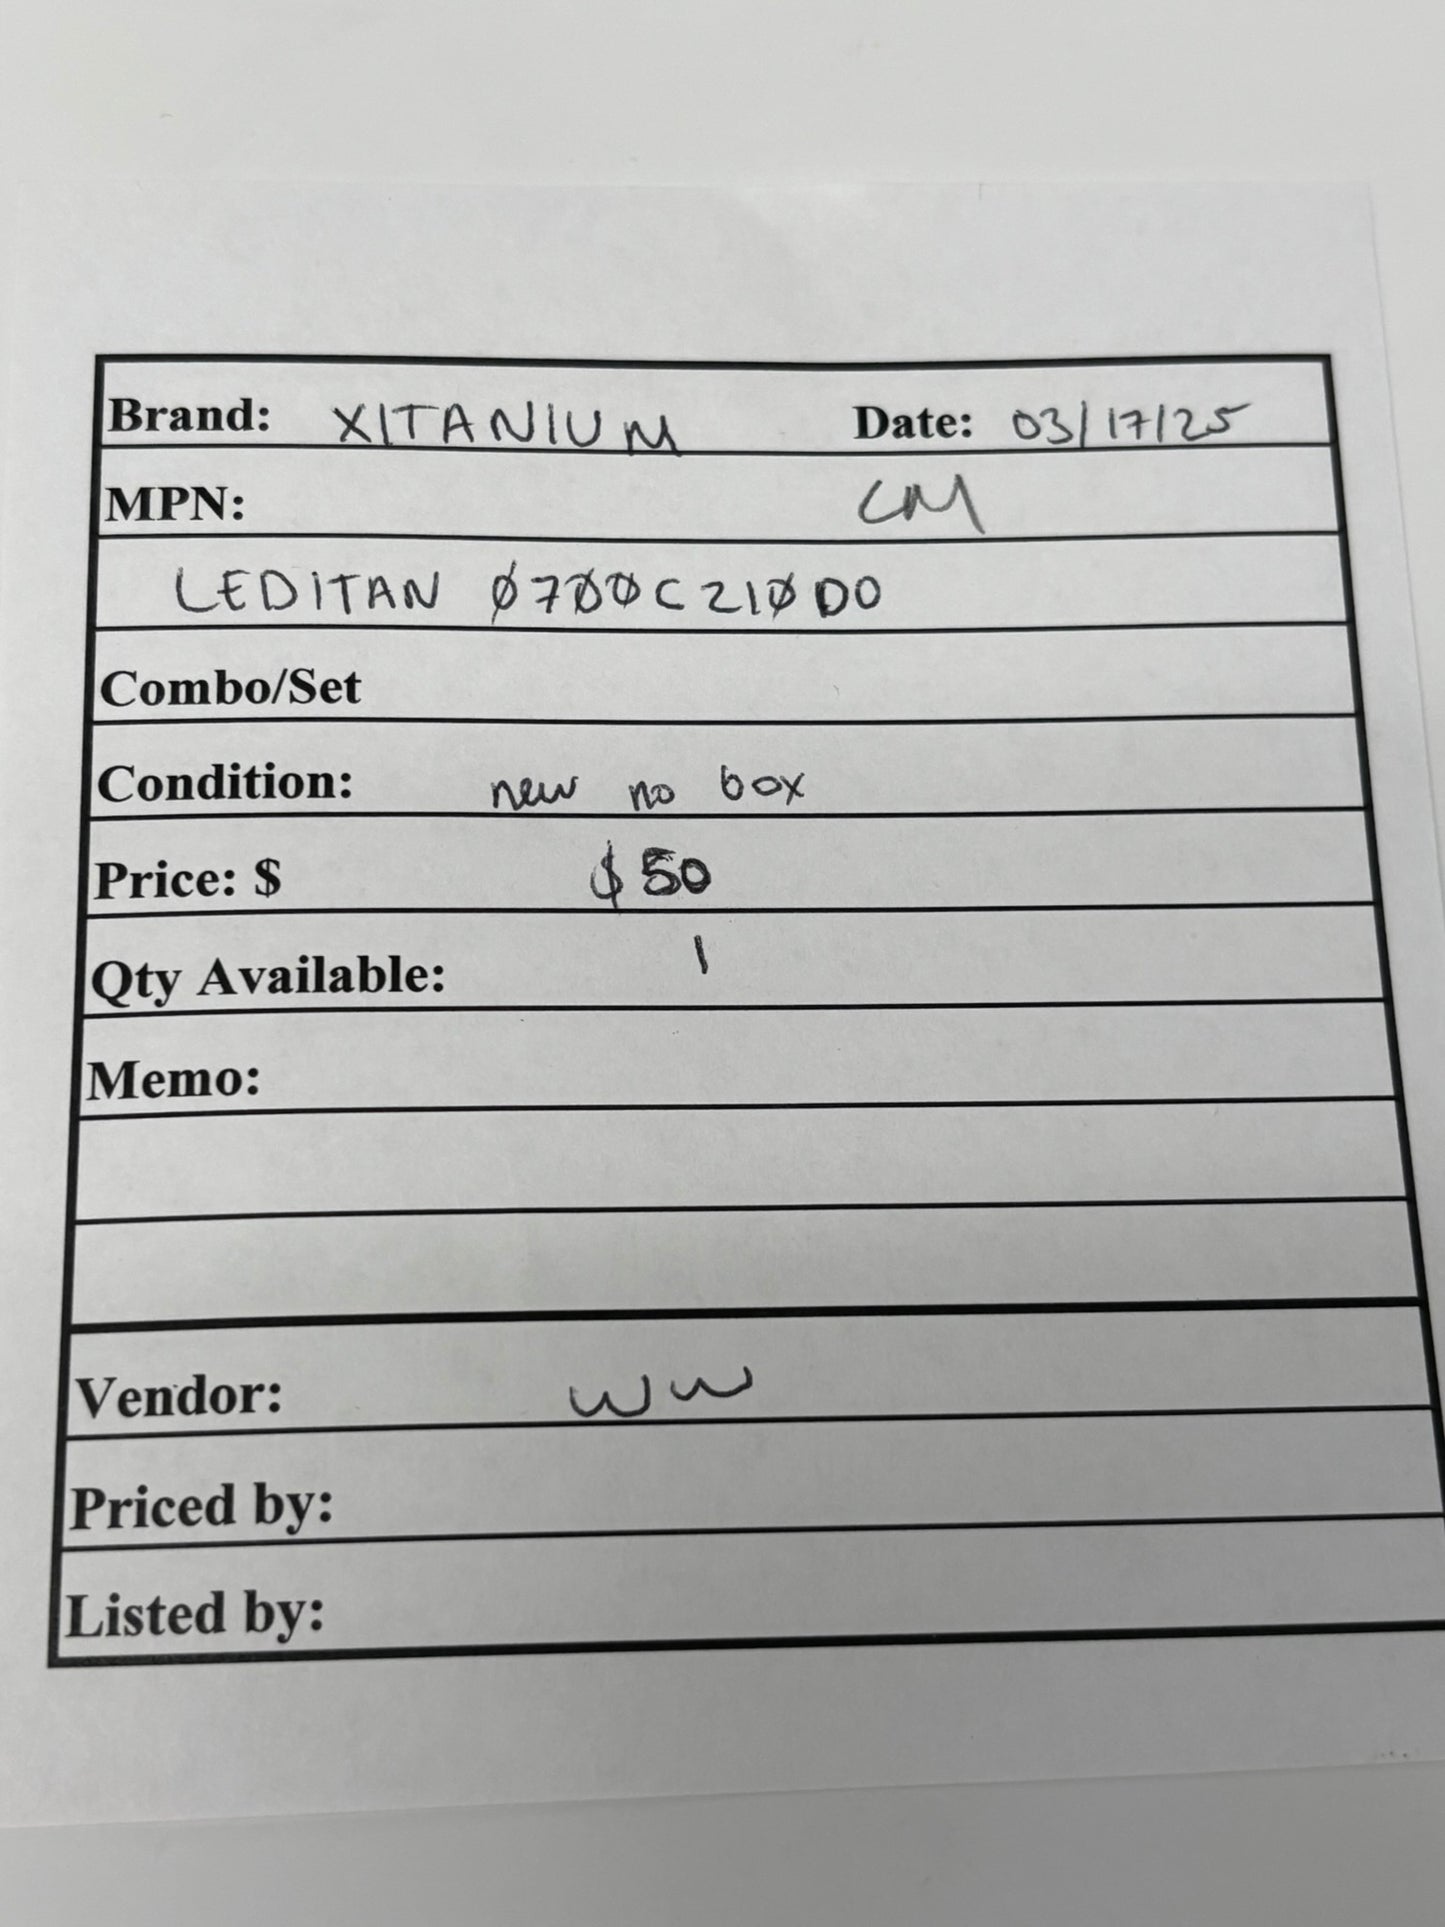 Brand: XITANIUM Date: 03/17/25
MPN: CM
LEDITAN Ø7ØØC21ØDO
Combo/Set
Condition: new no box
Price: $ $50
Qty Available: 1
Memo:
Vendor: WW
Priced by:
Listed by: